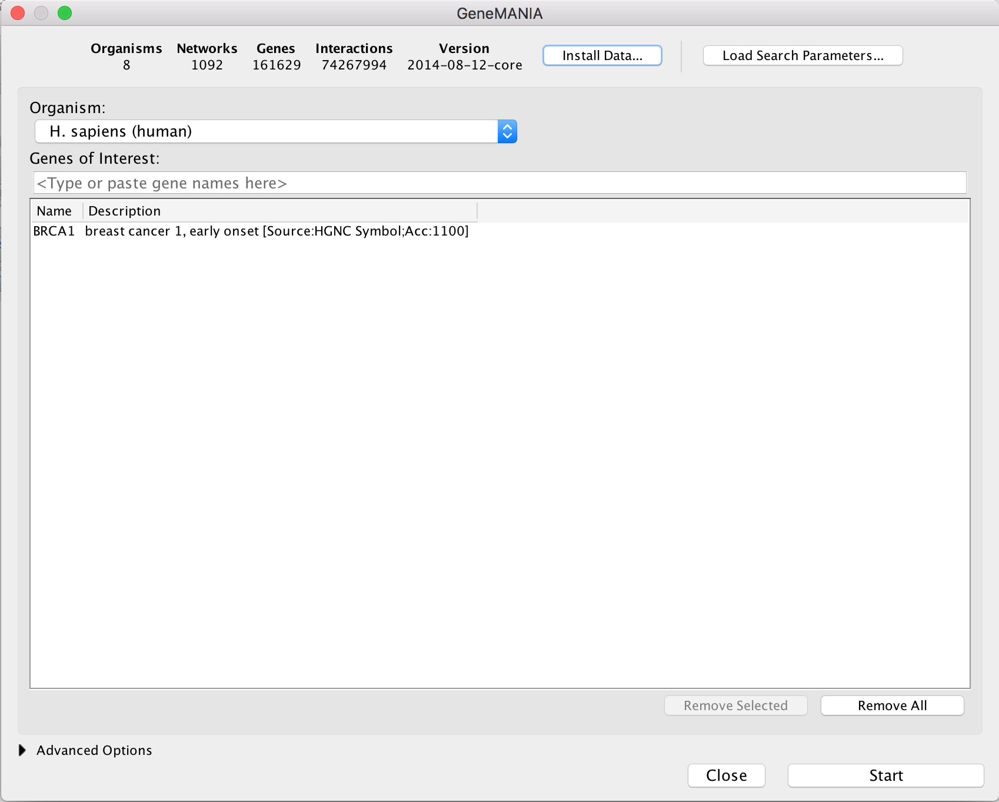 GeneMANIA
Organisms Networks Genes Interactions Version
8 1092 161629 74267994 2014-08-12-core
Install Data...
Load Search Parameters...
Organism:
H. sapiens (human)
Genes of Interest:
<Type or paste gene names here>
Name Description
BRCA1 breast cancer 1, early onset [Source:HGNC Symbol;Acc:1100]
Remove Selected Remove All
Advanced Options
Close Start